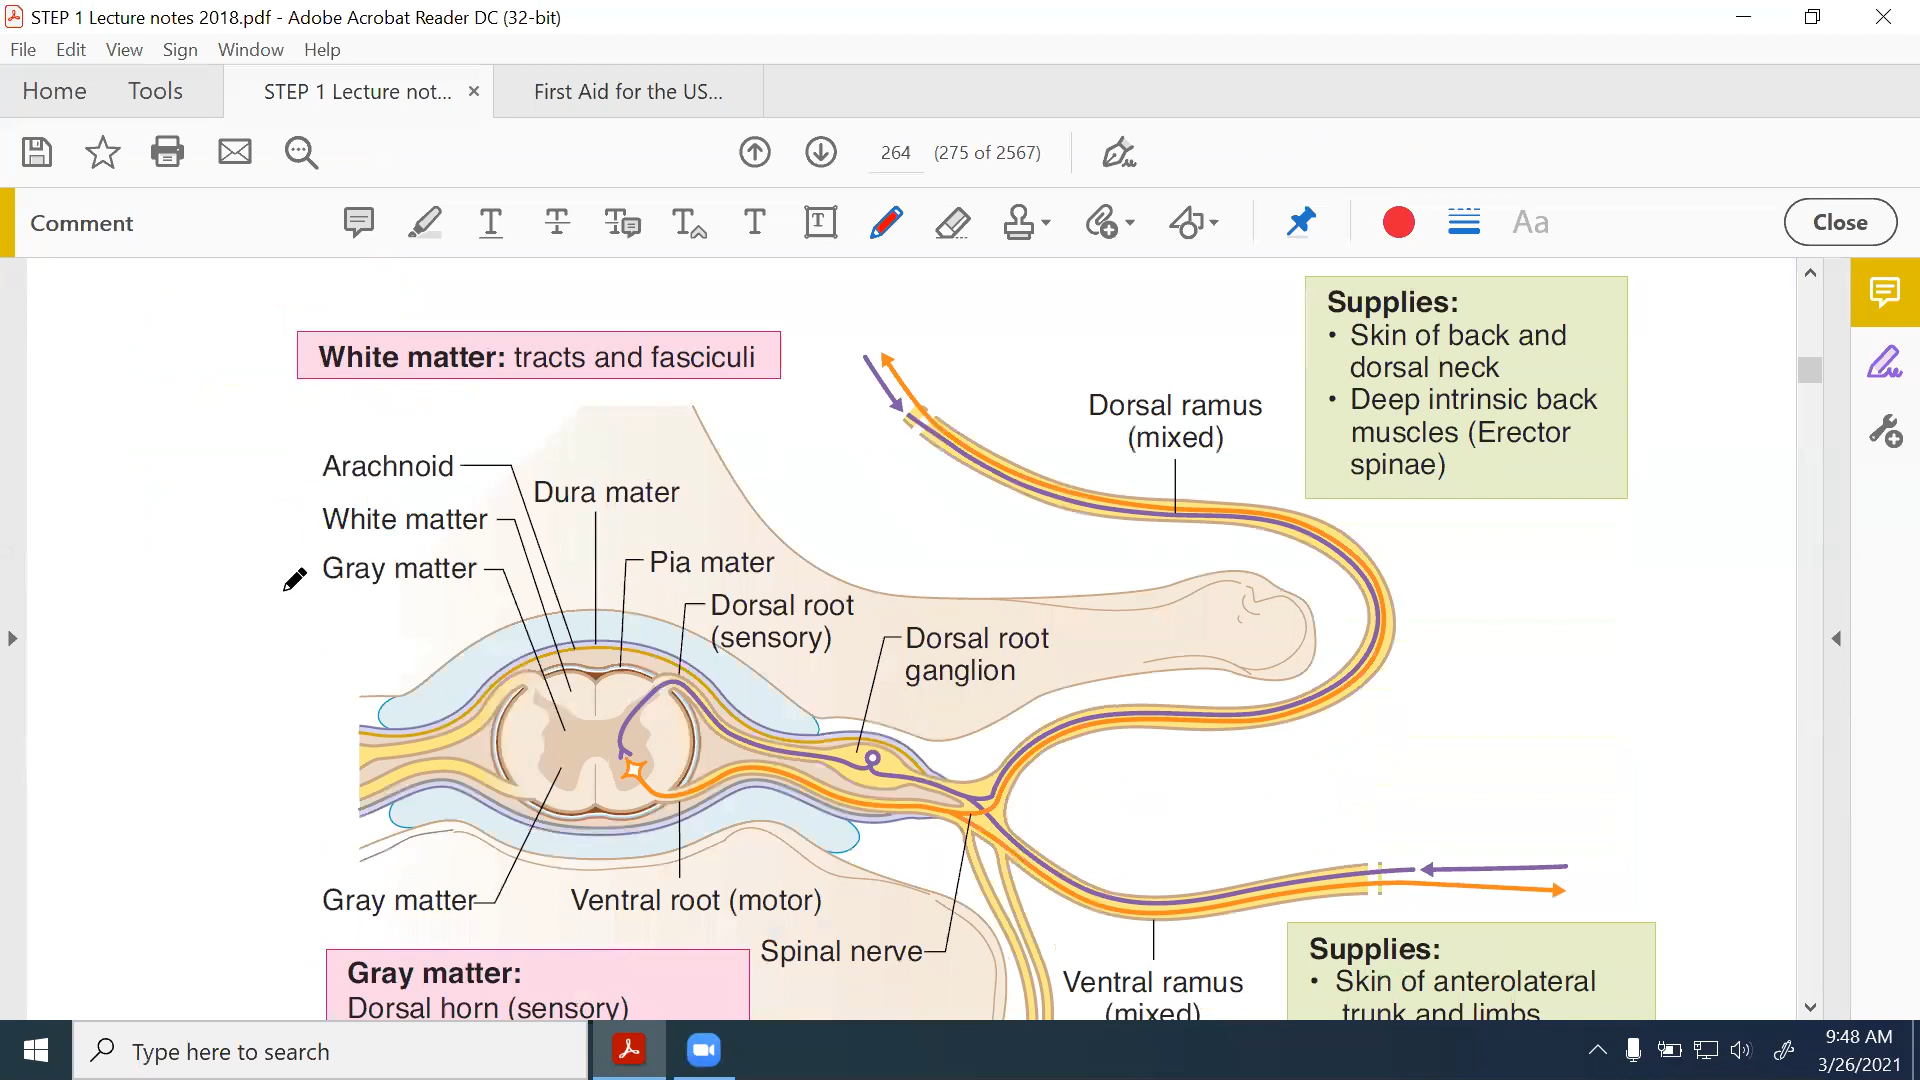 STEP 1 Lecture notes 2018.pdf - Adobe Acrobat Reader DC (32-bit)
File Edit View Sign Window Help
Home Tools STEP 1 Lecture not... × First Aid for the US...
264 (275 of 2567)
Comment T T T T T T Aa Close
Supplies:
• Skin of back and
dorsal neck
• Deep intrinsic back
muscles (Erector
spinae)
White matter: tracts and fasciculi
Dorsal ramus
(mixed)
Arachnoid
Dura mater
White matter
Pia mater
Gray matter
Dorsal root
(sensory)
Dorsal root
ganglion
Gray matter
Ventral root (motor)
Spinal nerve
Ventral ramus
(mixed)
Gray matter:
Dorsal horn (sensory)
Supplies:
• Skin of anterolateral
trunk and limbs
Type here to search
9:48 AM
3/26/2021